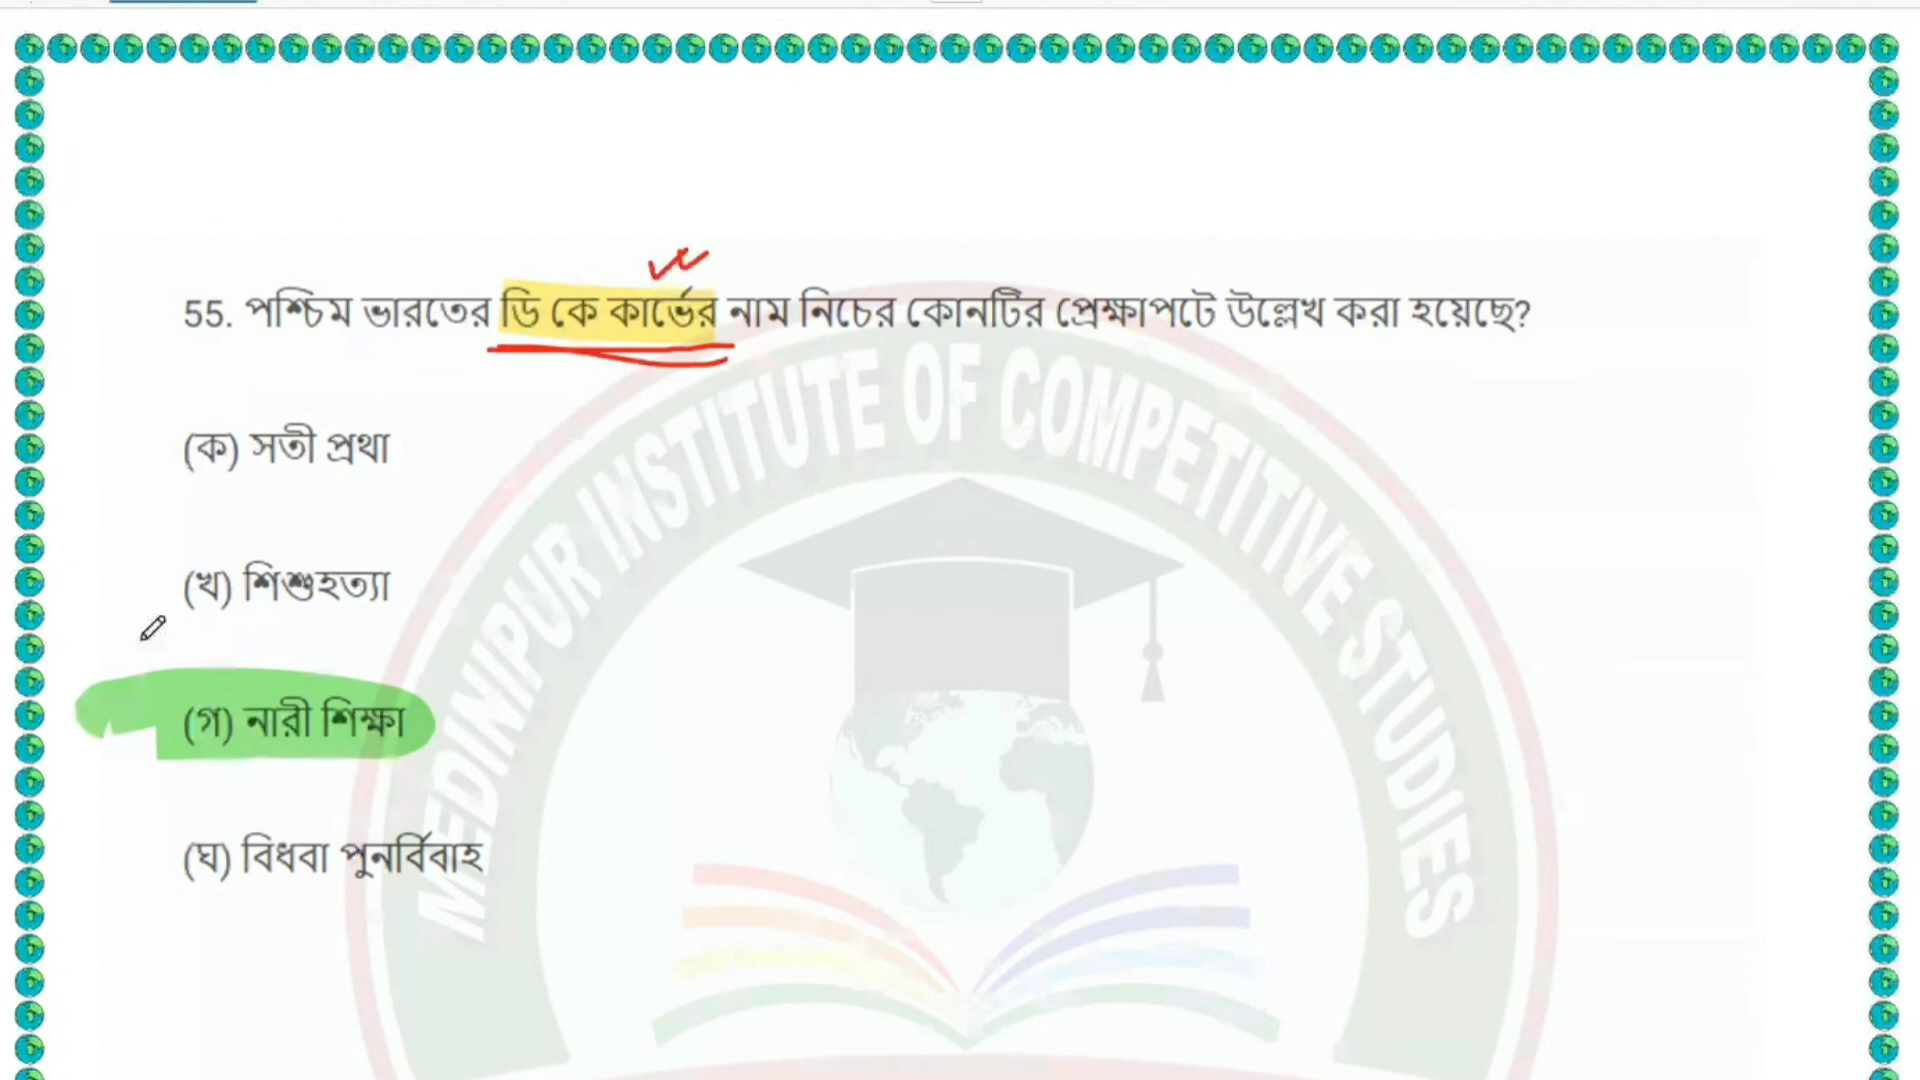 55. পশ্চিম ভারতের ডি কে কার্ভের নাম নিচের কোনটির প্রেক্ষাপটে উল্লেখ করা হয়েছে?
(ক) সতী প্রথা
(খ) শিশুহত্যা
(গ) নারী শিক্ষা
(ঘ) বিধবা পুনর্বিবাহ
MEDINIPUR INSTITUTE OF COMPETITIVE STUDIES